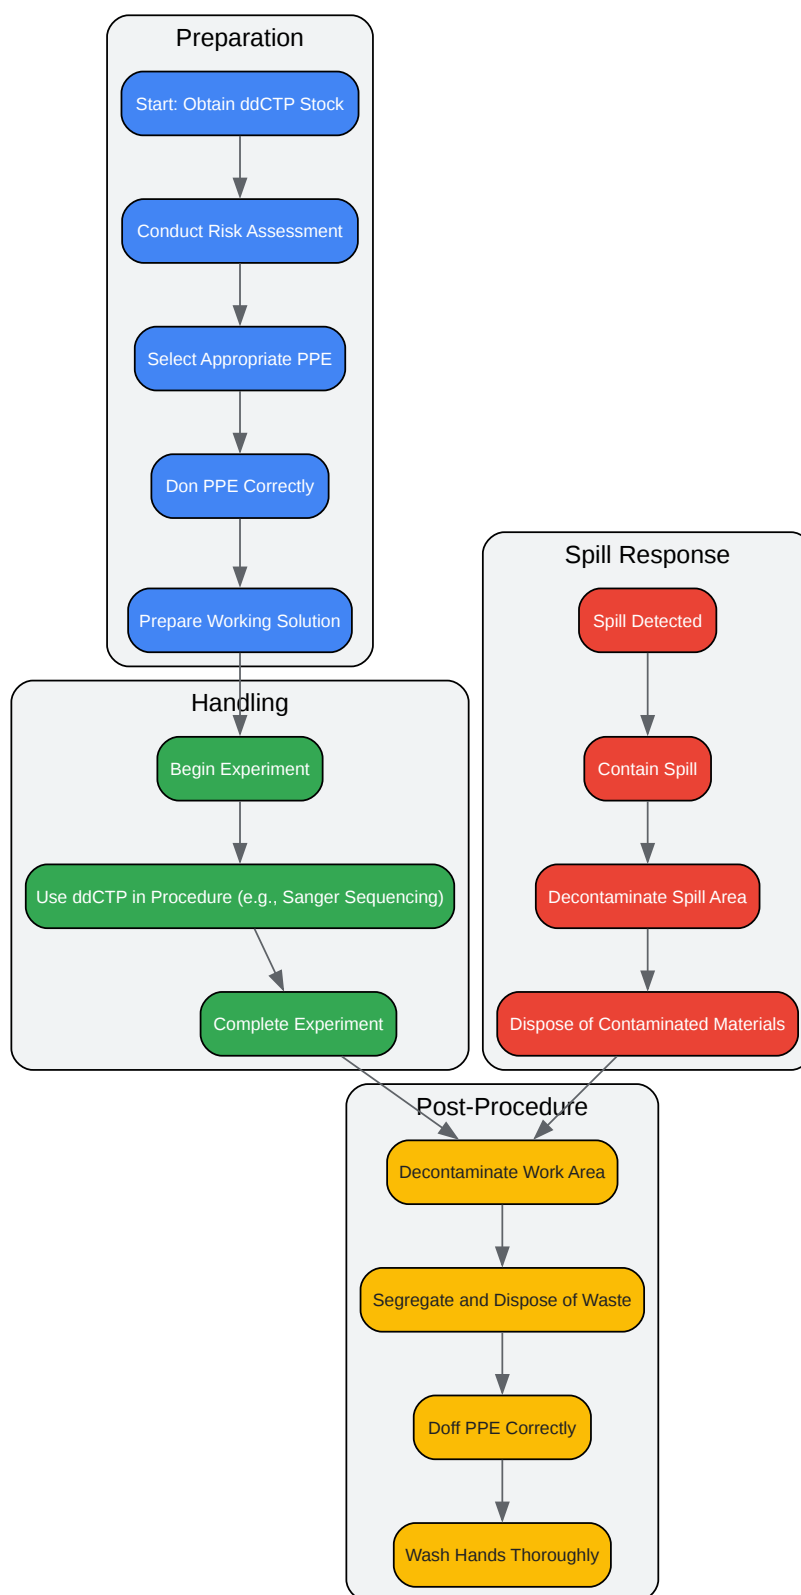 Preparation
Start: Obtain ddCTP Stock
Conduct Risk Assessment
Select Appropriate PPE
Don PPE Correctly
Prepare Working Solution
Handling
Begin Experiment
Use ddCTP in Procedure (e.g., Sanger Sequencing)
Complete Experiment
Spill Response
Spill Detected
Contain Spill
Decontaminate Spill Area
Dispose of Contaminated Materials
Post-Procedure
Decontaminate Work Area
Segregate and Dispose of Waste
Doff PPE Correctly
Wash Hands Thoroughly